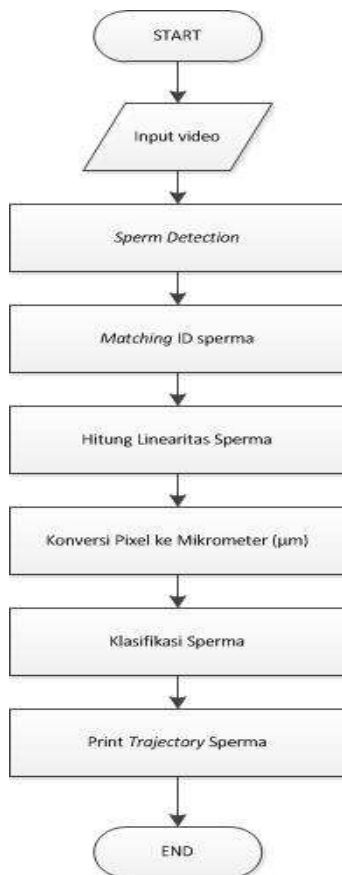 START
Input video
Sperm Detection
Matching ID sperma
Hitung Linearitas Sperma
Konversi Pixel ke Mikrometer (μm)
Klasifikasi Sperma
Print Trajectory Sperma
END